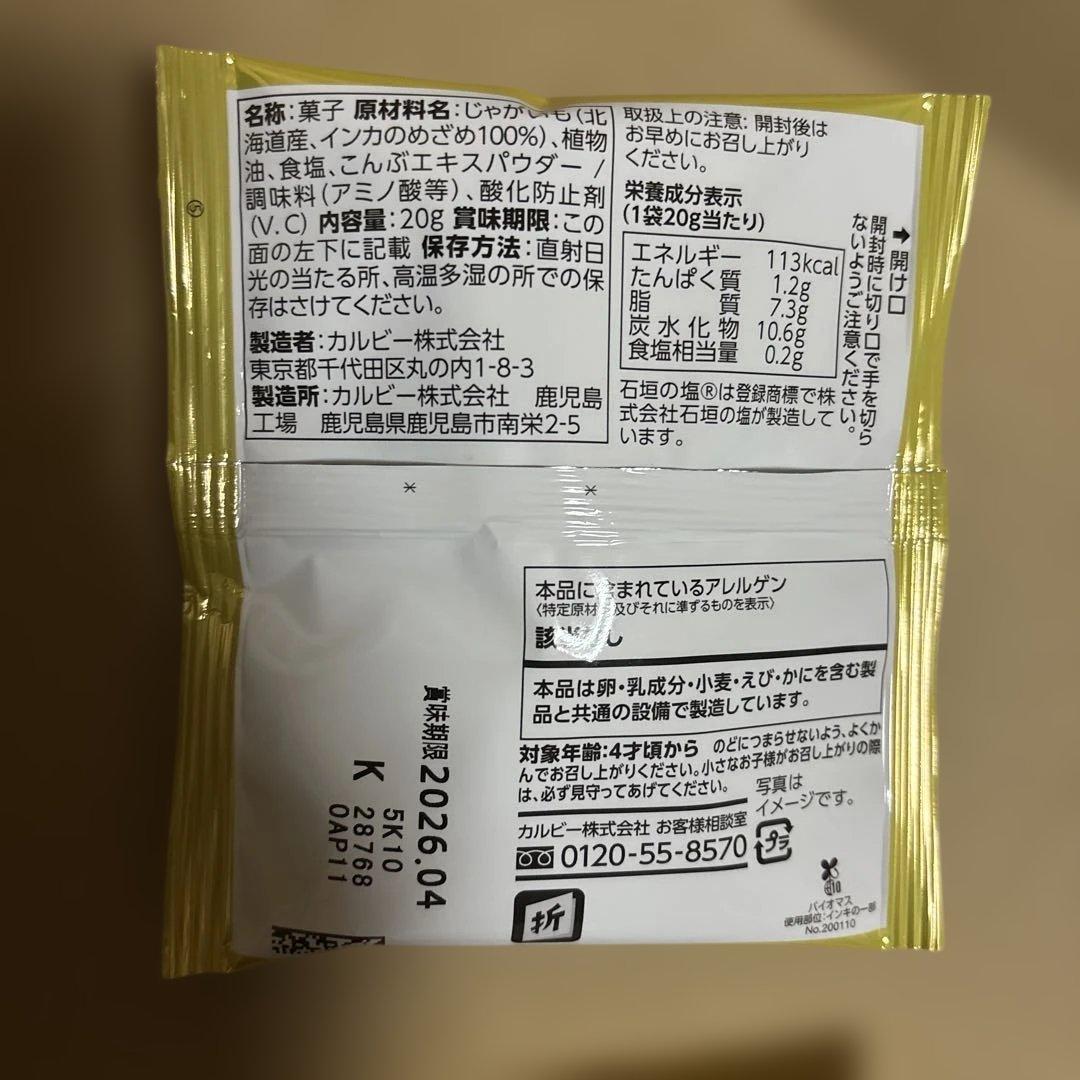 名称:菓子 原材料名:じゃがいも(北
海道産、インカのめざめ100%)、植物
油、食塩、こんぶエキスパウダー /
調味料(アミノ酸等)、酸化防止剤
(V.C) 内容量:20g 賞味期限:この
面の左下に記載 保存方法:直射日
光の当たる所、高温多湿の所での保
存はさけてください。
製造者:カルビー株式会社
東京都千代田区丸の内1-8-3
製造所:カルビー株式会社 鹿児島
工場 鹿児島県鹿児島市南栄2-5
取扱上の注意: 開封後は
お早めにお召し上がり
ください。
栄養成分表示
(1袋20g当たり)
エネルギー 113kcal
たんぱく質 1.2g
脂質 7.3g
炭水化物 10.6g
食塩相当量 0.2g
石垣の塩®は登録商標で株
式会社石垣の塩が製造して
います。
➡開け口
開封時に切り口で手を切ら
ないようご注意ください。
本品に含まれているアレルゲン
〈特定原材料及びそれに準ずるものを表示〉
該当なし
本品は卵・乳成分・小麦・えび・かにを含む製
品と共通の設備で製造しています。
対象年齢:4才頃から のどにつまらせないよう、よくか
んでお召し上がりください。小さなお子様がお召し上がりの際
は、必ず見守ってあげてください。
写真は
イメージです。
カルビー株式会社 お客様相談室
0120-55-8570
プラ
折
10
バイオマス
使用部位:インキの一部
No.200110
賞味期限2026.04
5K10
K 28768
0AP11